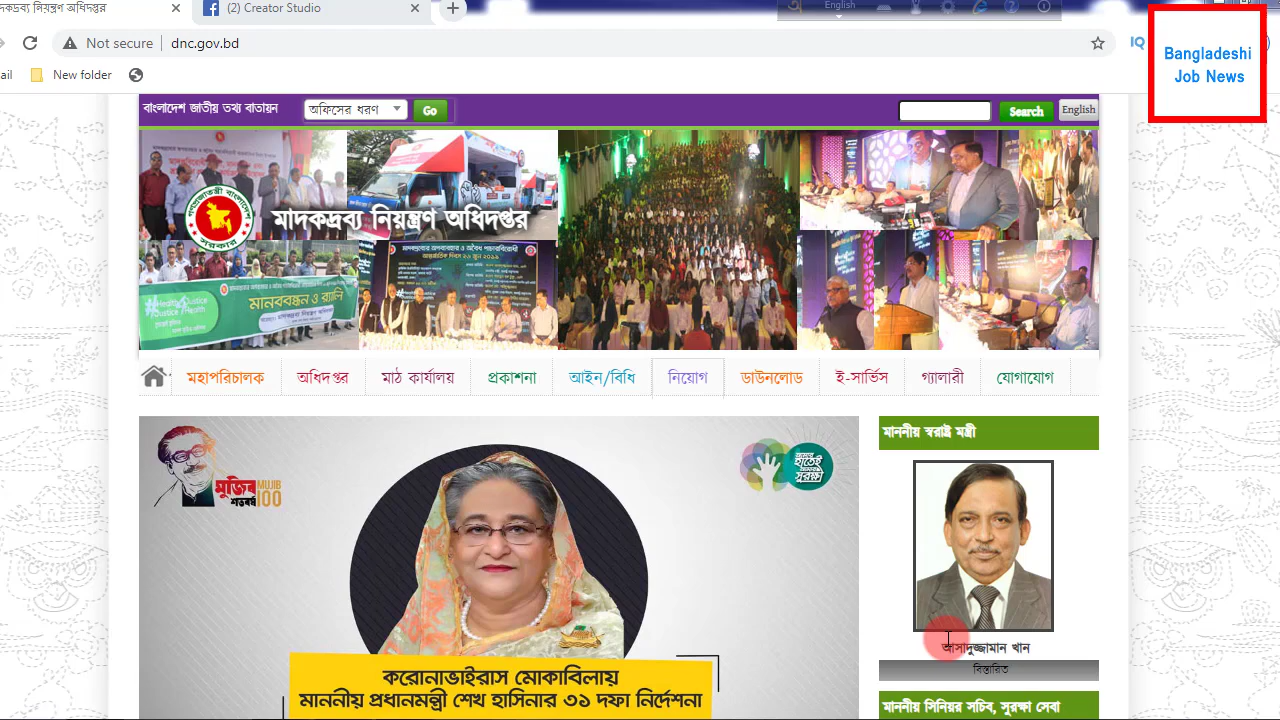 দকদ্রব্য নিয়ন্ত্রণ অধিদপ্তর
(2) Creator Studio
English
Not secure
dnc.gov.bd
ail
New folder
IQ
Bangladeshi
Job News
বাংলাদেশ জাতীয় তথ্য বাতায়ন
অফিসের ধরণ
Go
Search
English
মাদকদ্রব্য নিয়ন্ত্রণ অধিদপ্তর
মানববন্ধন ও র‍্যালি
মহাপরিচালক
অধিদপ্তর
মাঠ কার্যালয়
প্রকাশনা
আইন/বিধি
নিয়োগ
ডাউনলোড
ই-সার্ভিস
গ্যালারী
যোগাযোগ
মুজিব
শতবর্ষ
MUJIB
100
করোনাভাইরাস মোকাবিলায়
মাননীয় প্রধানমন্ত্রী শেখ হাসিনার ৩১ দফা নির্দেশনা
মাননীয় স্বরাষ্ট্র মন্ত্রী
আসাদুজ্জামান খান
বিস্তারিত
মাননীয় সিনিয়র সচিব, সুরক্ষা সেবা